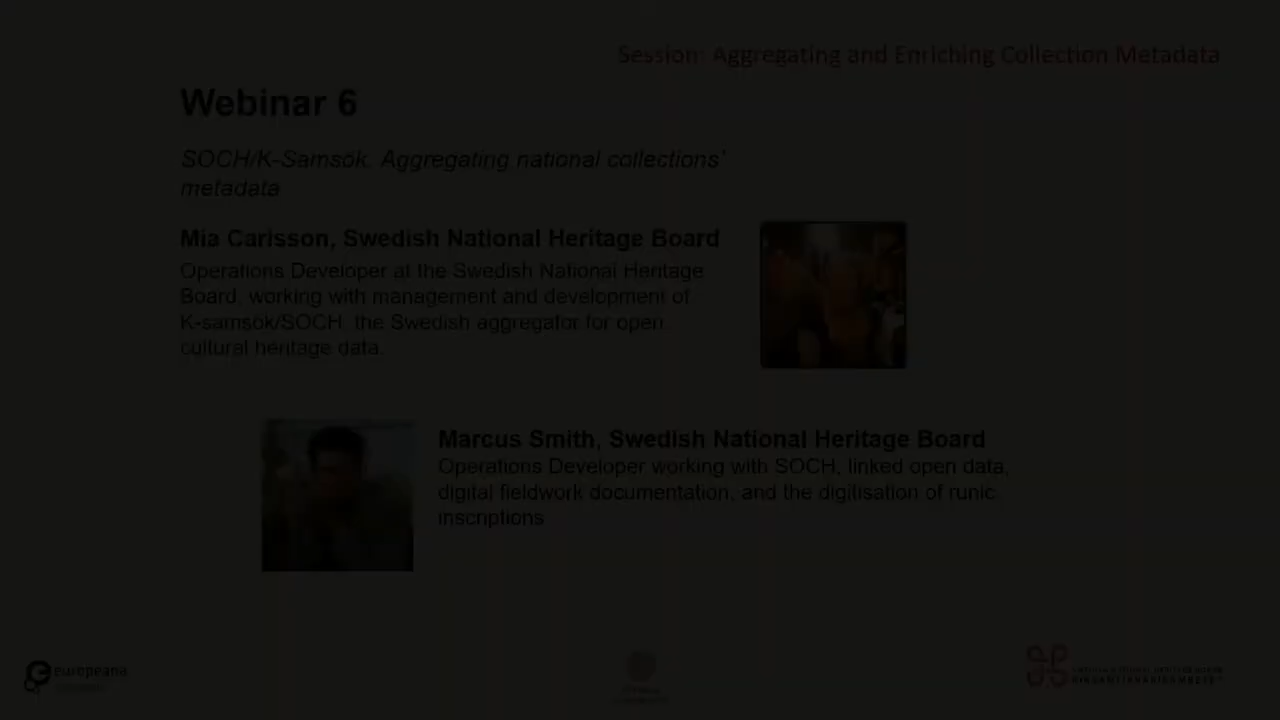 Session: Aggregating and Enriching Collection Metadata
Webinar 6
SOCH/K-Samsök. Aggregating national collections'
metadata
Mia Carlsson, Swedish National Heritage Board
Operations Developer at the Swedish National Heritage
Board, working with management and development of
K-samsök/SOCH, the Swedish aggregator for open
cultural heritage data.
Marcus Smith, Swedish National Heritage Board
Operations Developer working with SOCH, linked open data,
digital fieldwork documentation, and the digitisation of runic
inscriptions
europeana